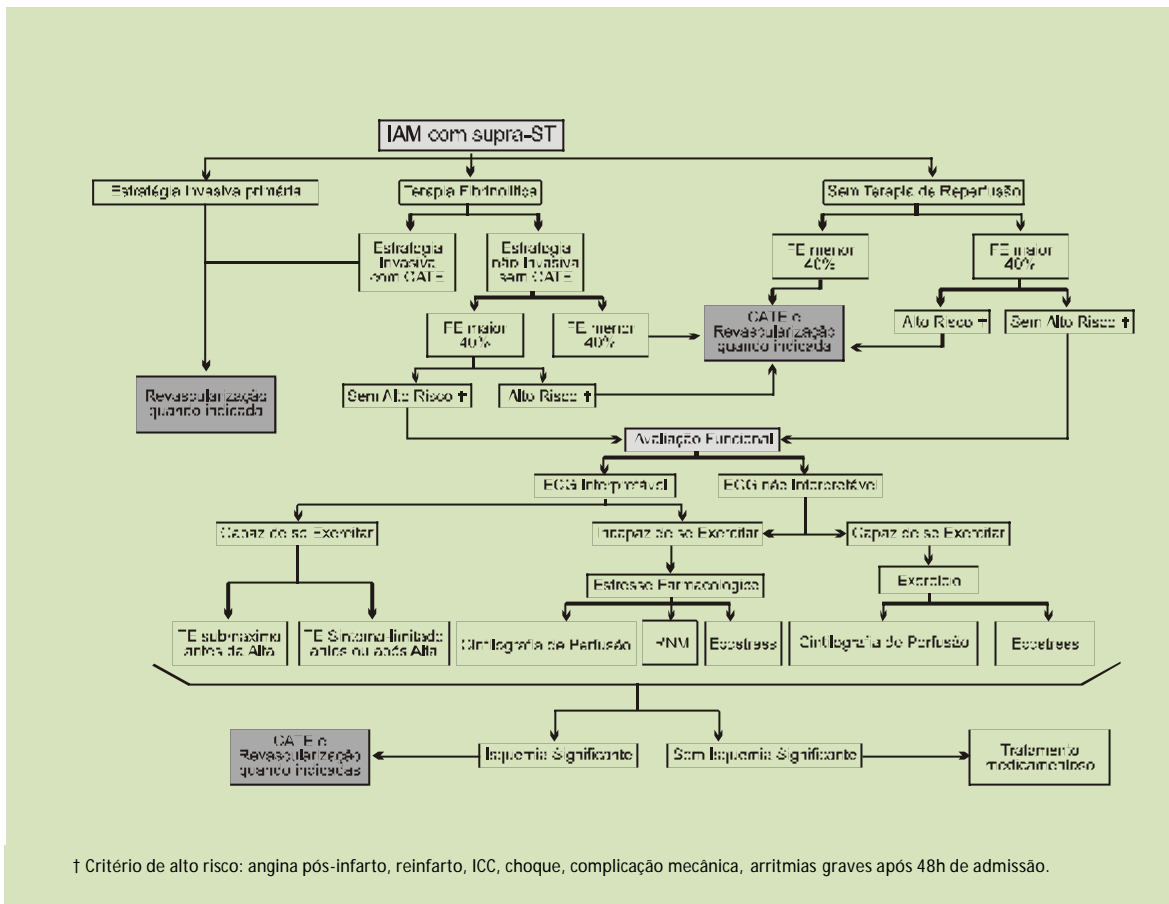 IAM com supra-ST
Estratégia Invasiva primária
Terapia Fibrinolítica
Sem Terapia de Reperfusão
Estratégia
Invasiva
com CATE
Estratégia
não Invasiva
sem CATE
FE menor
40%
FE maior
40%
FE maior
40%
FE menor
40%
CATE e
Revascularização
quando indicada
Alto Risco †
Sem Alto Risco †
Revascularização
quando indicada
Sem Alto Risco †
Alto Risco †
Avaliação Funcional
ECG Interpretável
ECG não Interpretável
Capaz de se Exercitar
Incapaz de se Exercitar
Capaz de se Exercitar
Estresse Farmacológico
Exercício
TE submáximo
antes da Alta
TE Sintoma-limitado
antes ou após Alta
Cintilografia de Perfusão
RNM
Ecoestress
Cintilografia de Perfusão
Ecoestress
CATE e
Revascularização
quando indicadas
Isquemia Significante
Sem Isquemia Significante
Tratamento
medicamentoso
† Critério de alto risco: angina pós-infarto, reinfarto, ICC, choque, complicação mecânica, arritmias graves após 48h de admissão.